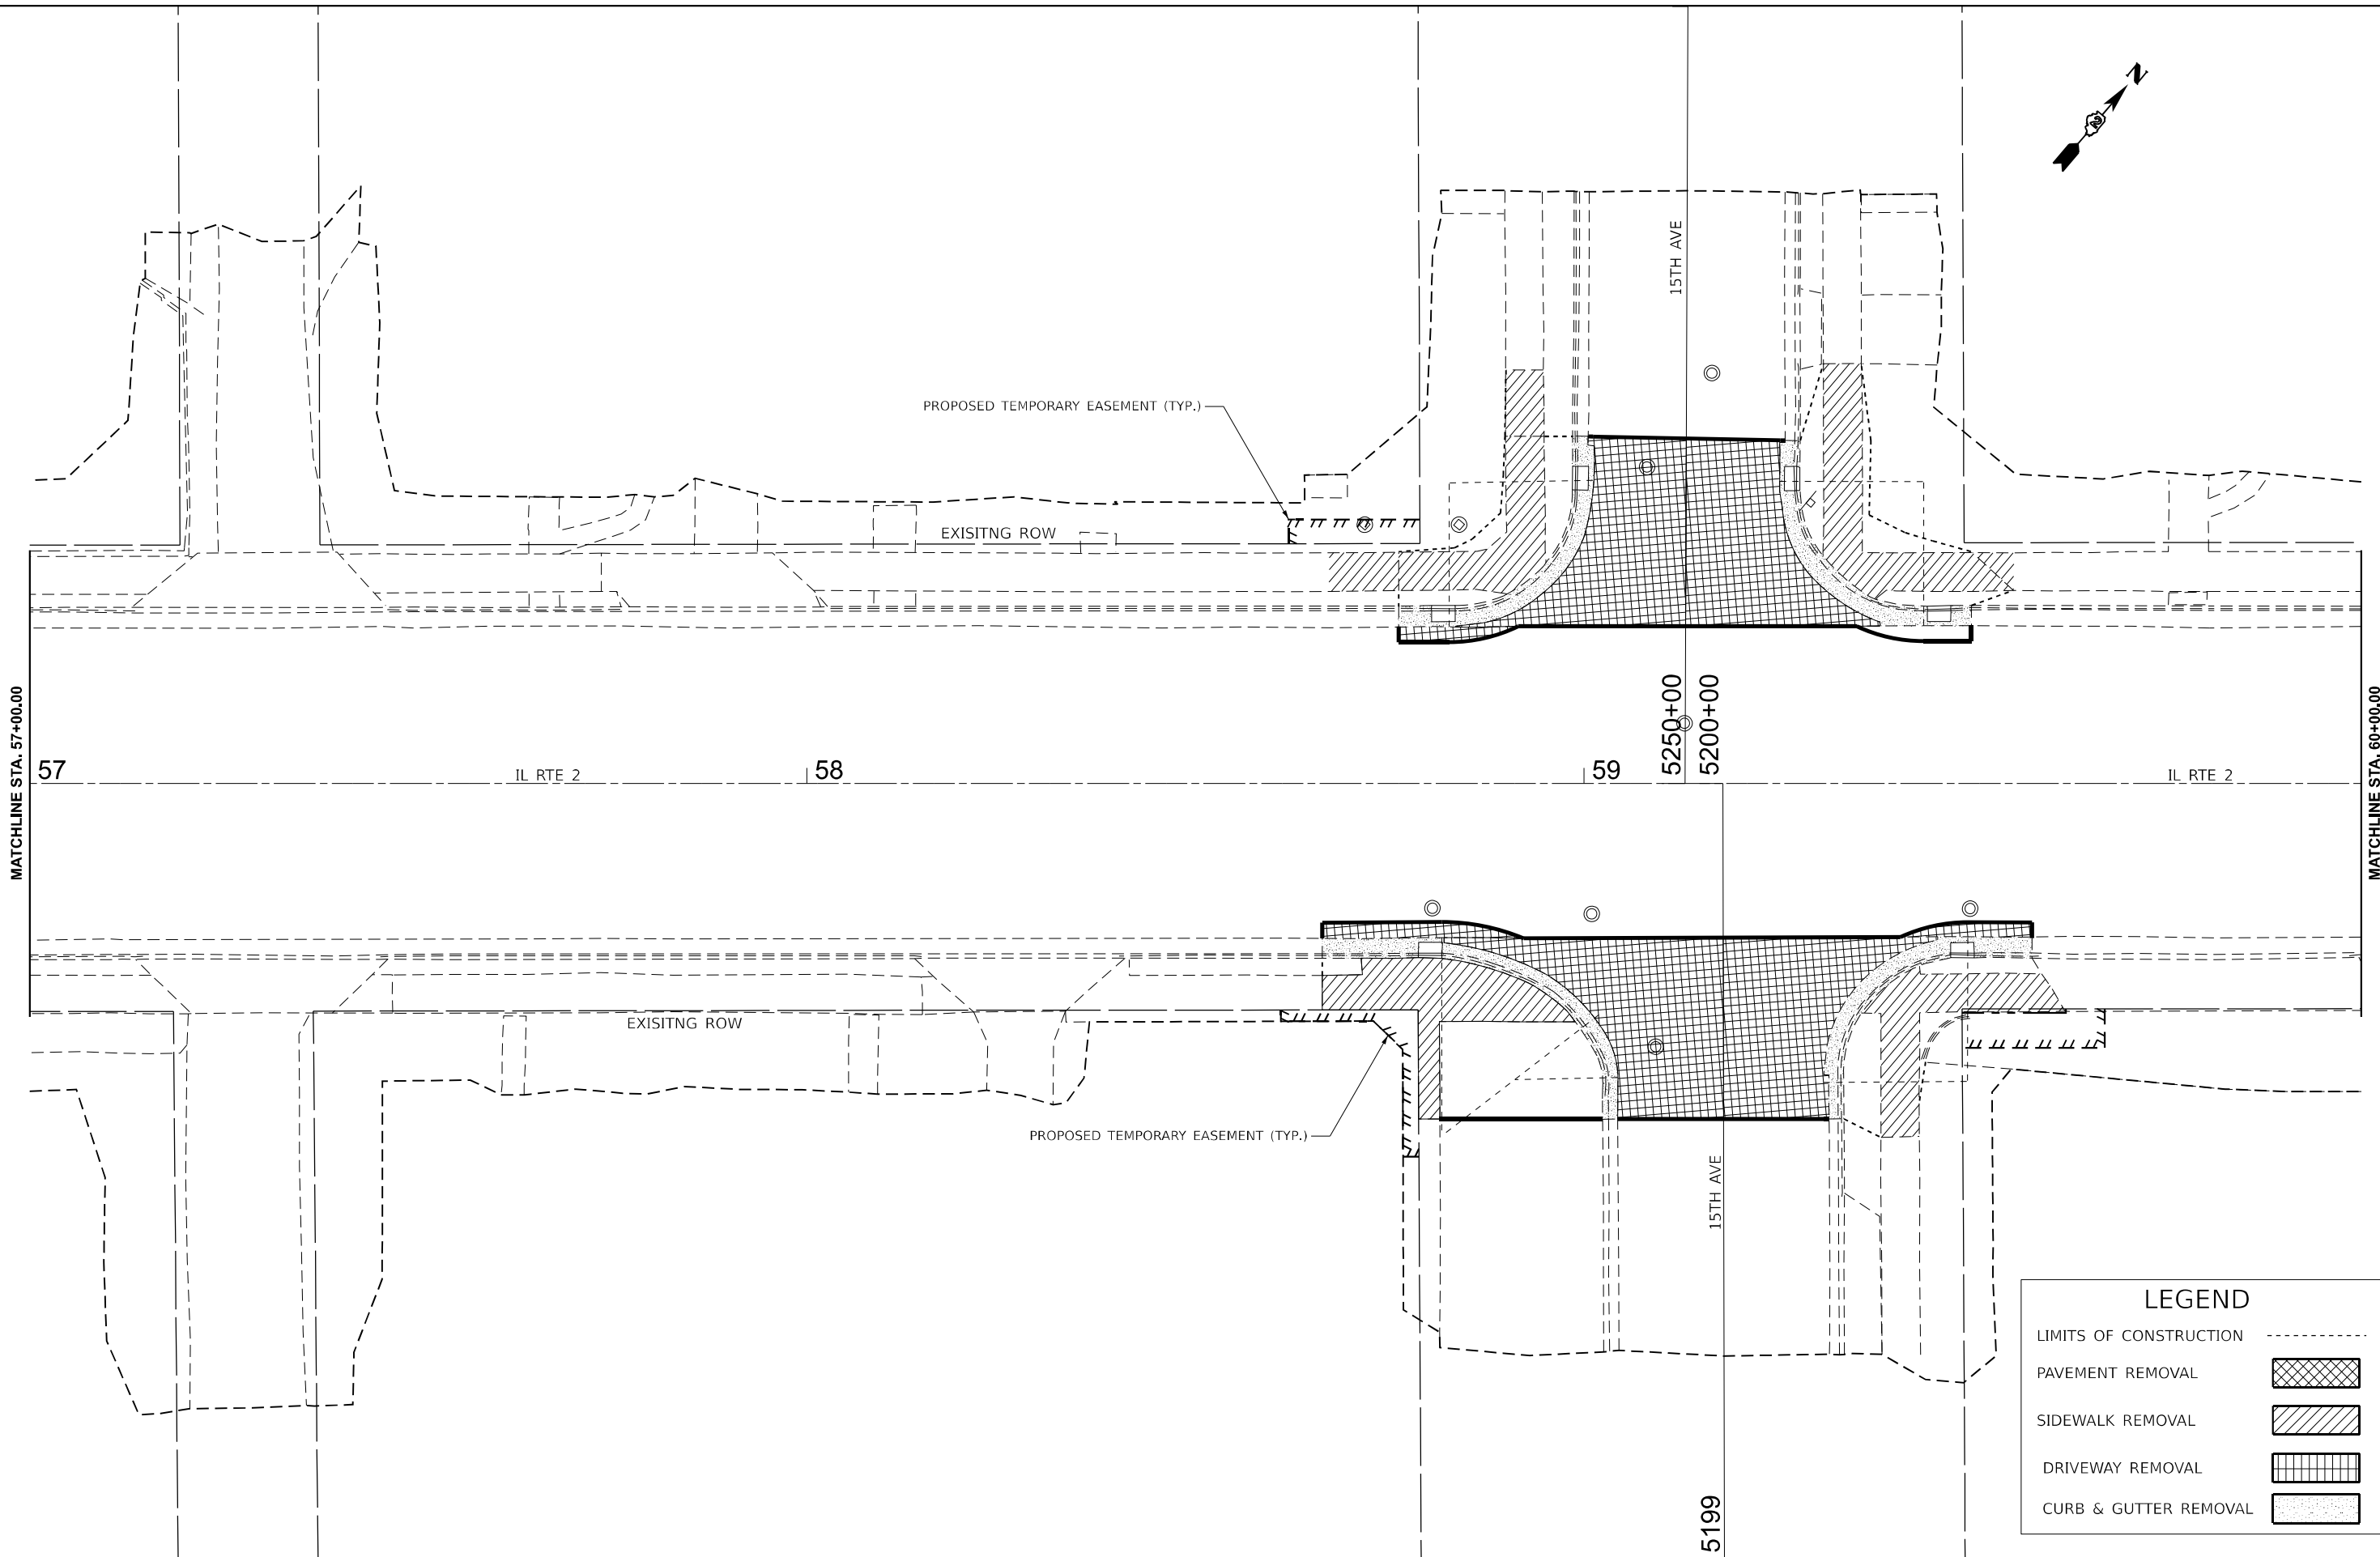 N
2
15TH AVE
PROPOSED TEMPORARY EASEMENT (TYP.)
EXISITNG ROW
MATCHLINE STA. 57+00.00
57
IL RTE 2
58
59
5250+00
5200+00
IL RTE 2
MATCHLINE STA. 60+00.00
EXISITNG ROW
PROPOSED TEMPORARY EASEMENT (TYP.)
15TH AVE
5199
LEGEND
LIMITS OF CONSTRUCTION
PAVEMENT REMOVAL
SIDEWALK REMOVAL
DRIVEWAY REMOVAL
CURB & GUTTER REMOVAL